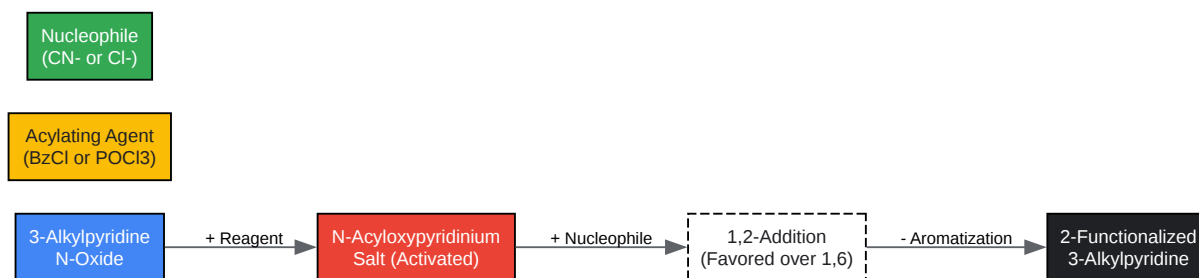 Nucleophile
(CN- or Cl-)
Acylating Agent
(BzCl or POCl3)
3-Alkylpyridine
N-Oxide
+ Reagent
N-Acyloxypyridinium
Salt (Activated)
+ Nucleophile
1,2-Addition
(Favored over 1,6)
- Aromatization
2-Functionalized
3-Alkylpyridine